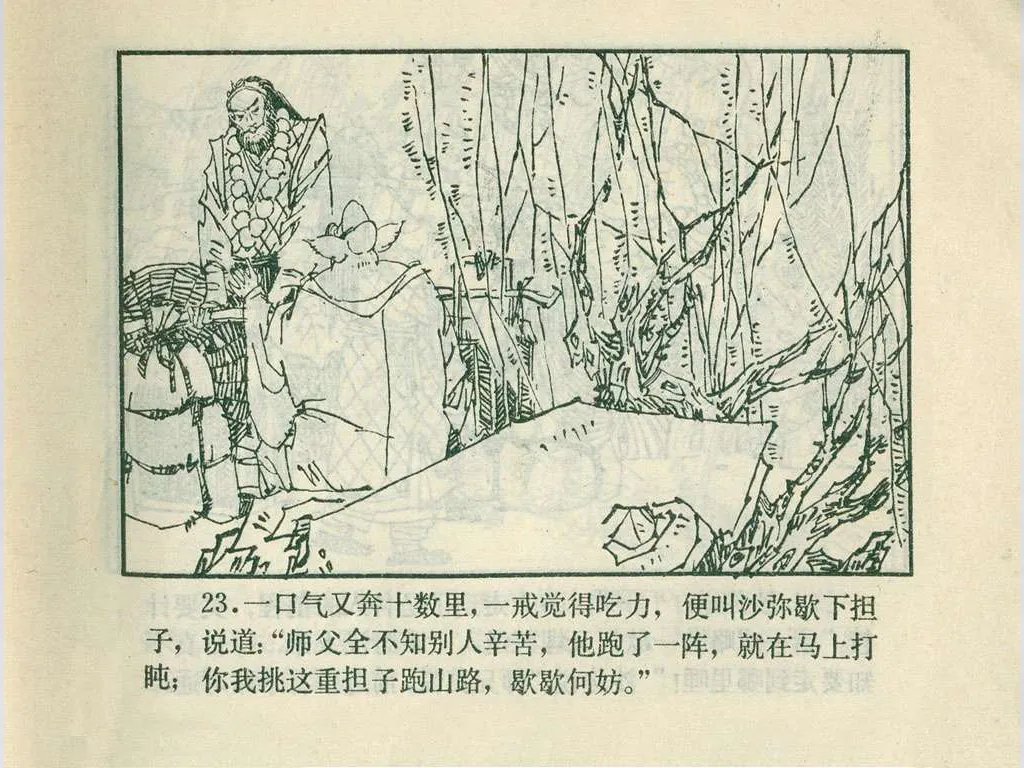 23.一口气又奔十数里,一戒觉得吃力，便叫沙弥歇下担
子，说道：“师父全不知别人辛苦，他跑了一阵，就在马上打
盹；你我挑这重担子跑山路，歇歇何妨。”